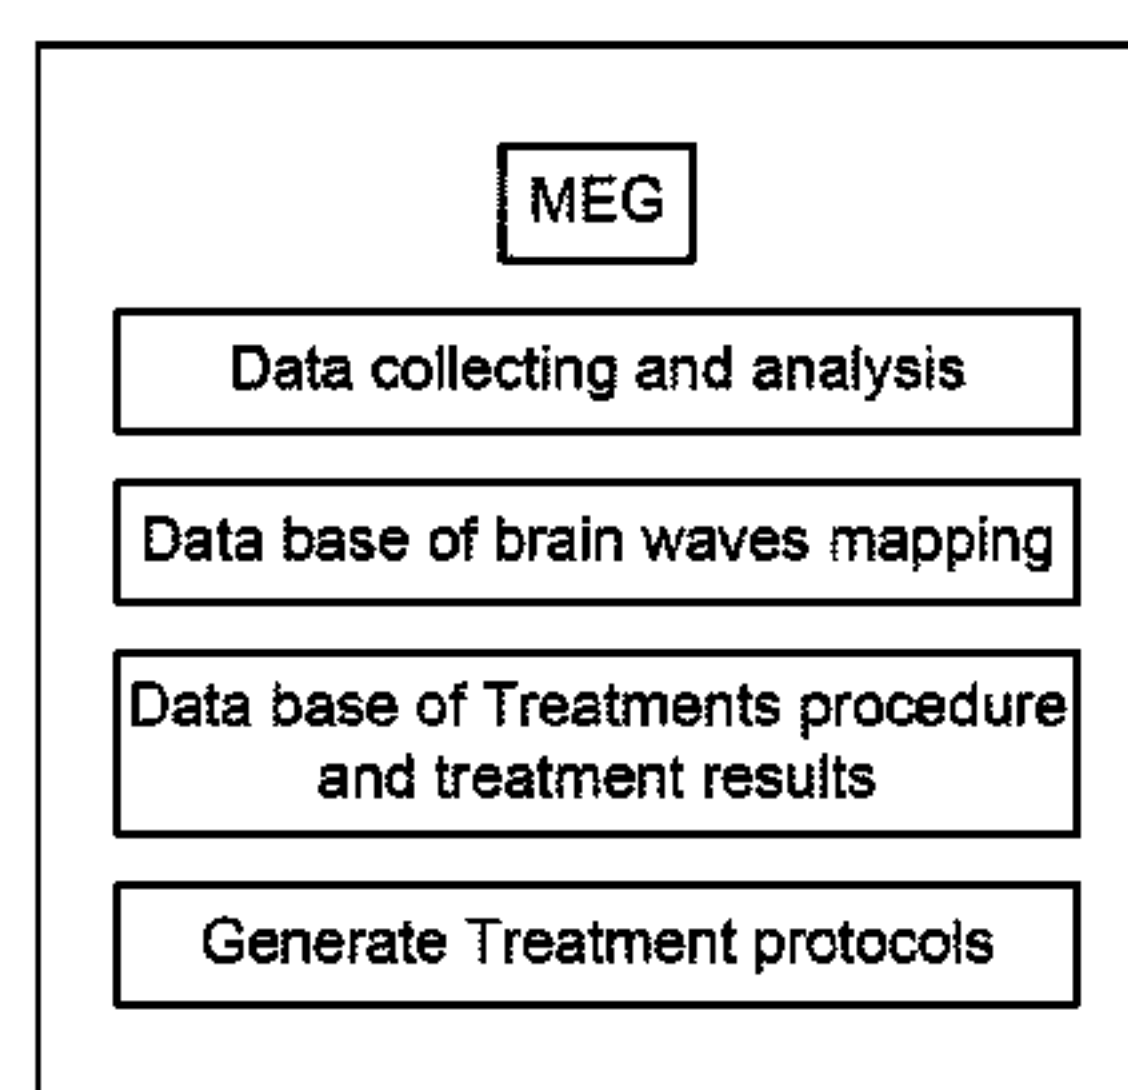 MEG
Data collecting and analysis
Data base of brain waves mapping
Data base of Treatments procedure
and treatment results
Generate Treatment protocols